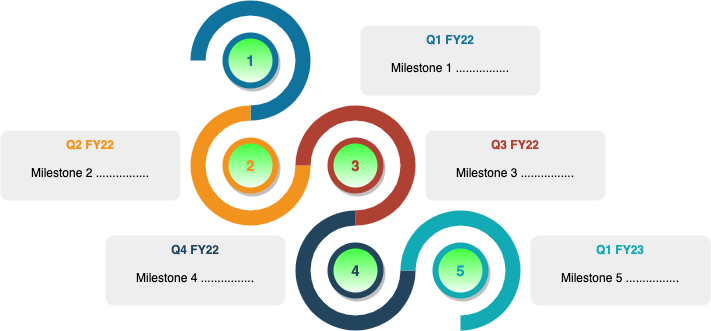 1
Q1 FY22
Milestone 1 ................
Q2 FY22
Milestone 2 ................
2
3
Q3 FY22
Milestone 3 ................
Q4 FY22
Milestone 4 ................
4
5
Q1 FY23
Milestone 5 ................